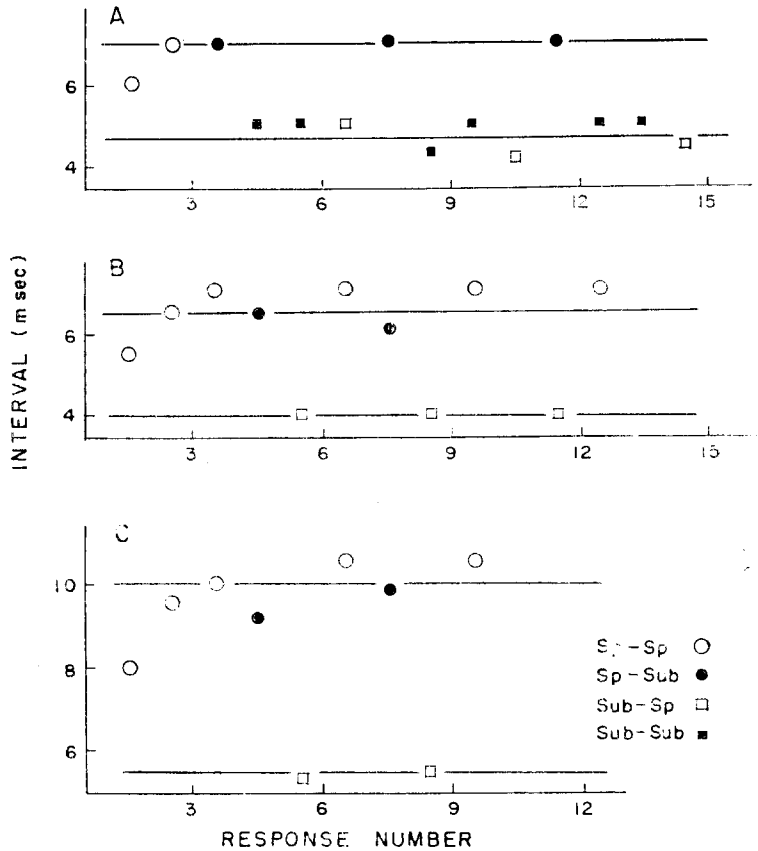 A
6
4
3 6 9 12 15
B
6
4
3 6 9 12 15
INTERVAL (msec)
C
10
8
6
3 6 9 12
Sp-Sp
Sp-Sub
Sub-Sp
Sub-Sub
RESPONSE NUMBER